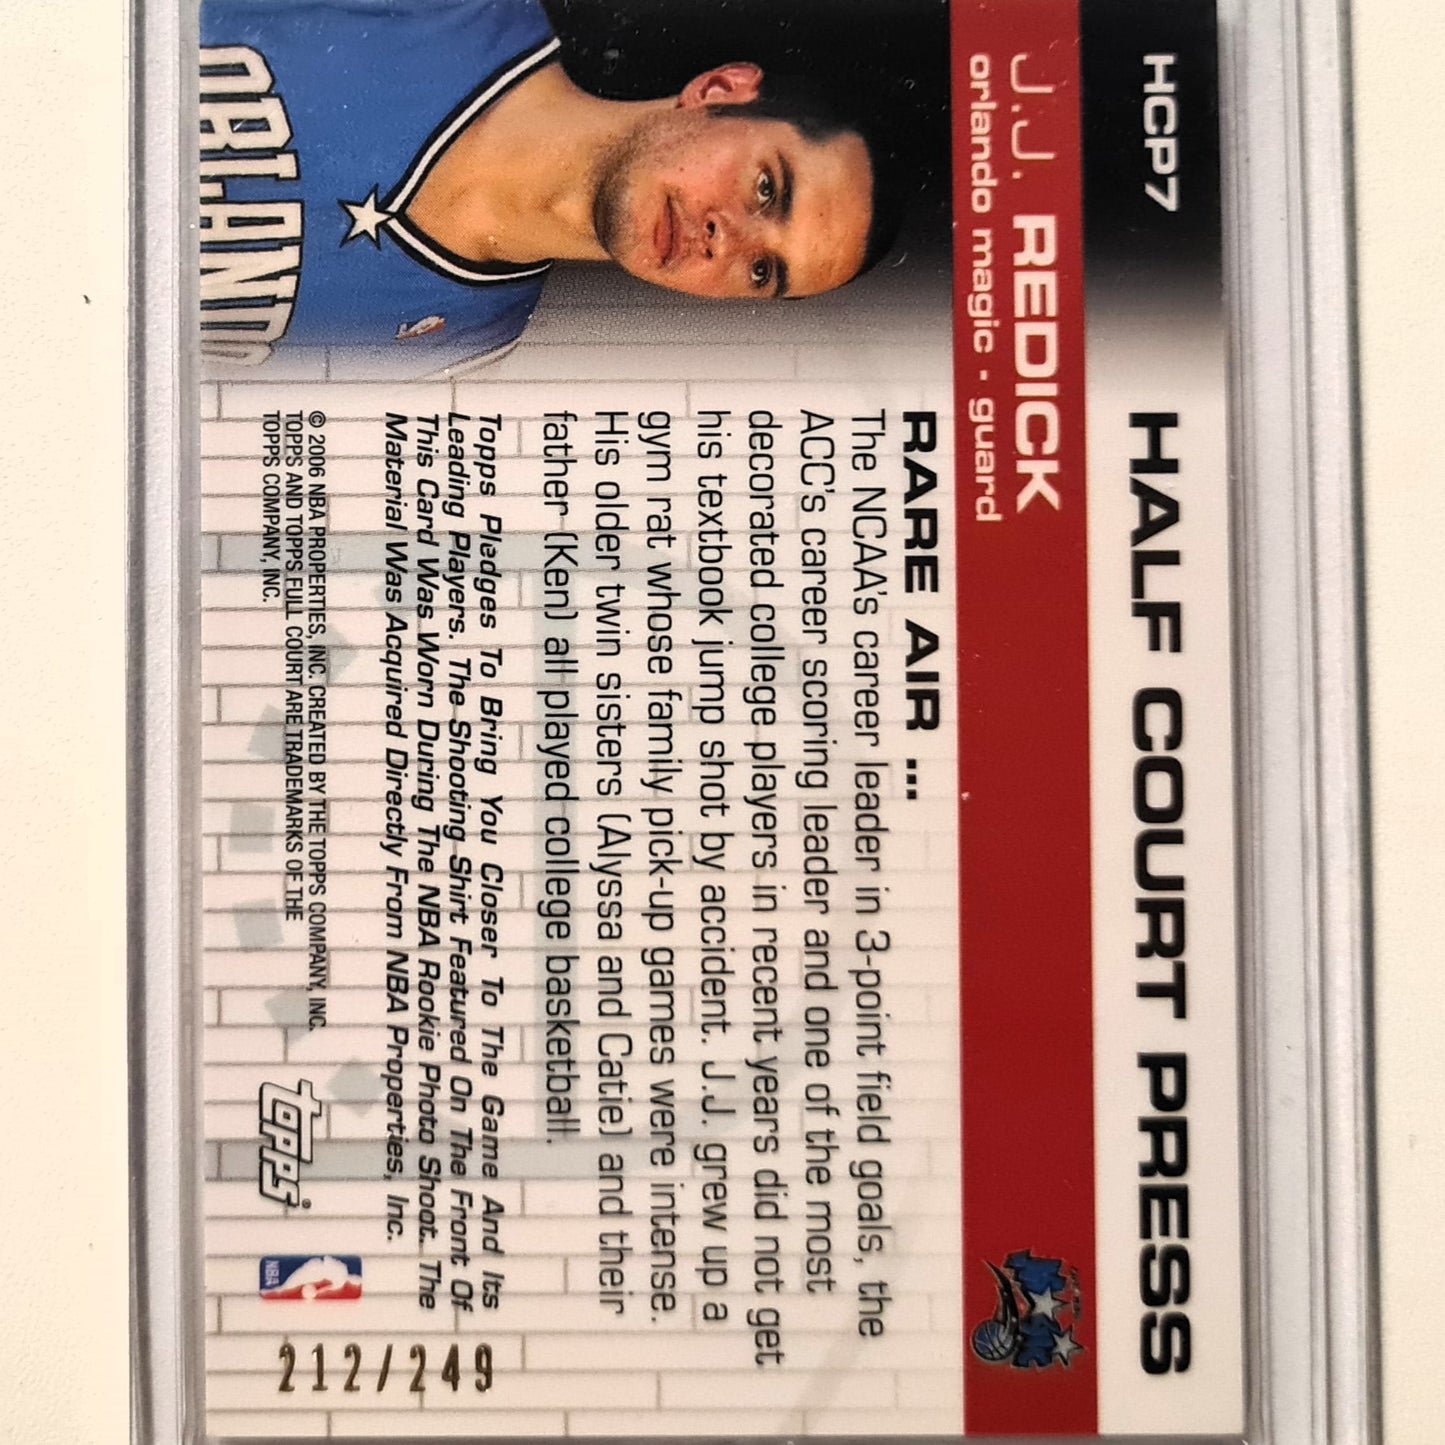 HCP7
HALF COURT PRESS
J.J. REDICK
orlando magic · guard
RARE AIR ...
The NCAA's career leader in 3-point field goals, the
ACC's career scoring leader and one of the most
decorated college players in recent years did not get
his textbook jump shot by accident. J.J. grew up a
gym rat whose family pick-up games were intense.
His older twin sisters (Alyssa and Catie) and their
father (Ken) all played college basketball.
Topps Pledges To Bring You Closer To The Game And Its
Leading Players. The Shooting Shirt Featured On The Front Of
This Card Was Worn During The NBA Rookie Photo Shoot. The
Material Was Acquired Directly From NBA Properties, Inc.
© 2006 NBA PROPERTIES, INC. CREATED BY THE TOPPS COMPANY, INC.
TOPPS AND TOPPS FULL COURT ARE TRADEMARKS OF THE
TOPPS COMPANY, INC.
ORLANDO
topps®
NBA
212/249